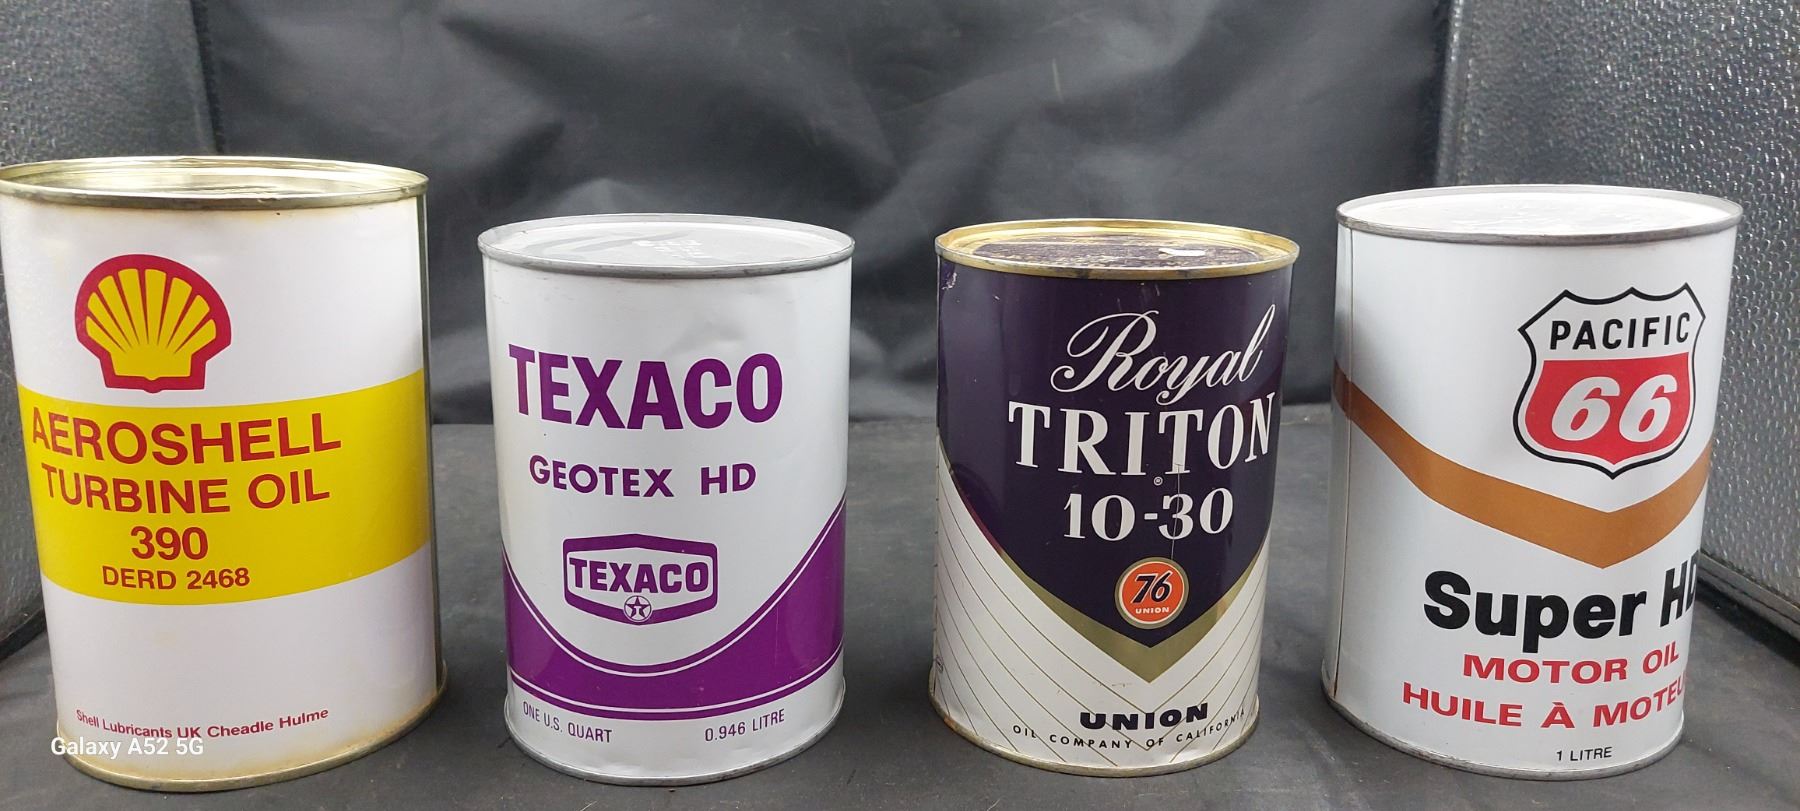 AEROSHELL
TURBINE OIL
390
DERD 2468
Shell Lubricants UK Cheadle Hulme
TEXACO
GEOTEX HD
TEXACO
T
ONE U.S. QUART 0.946 LITRE
Royal
TRITON
®
10-30
76
UNION
UNION
OIL COMPANY OF CALIFORNIA
PACIFIC
66
Super HD
MOTOR OIL
HUILE À MOTEU
1 LITRE
Galaxy A52 5G